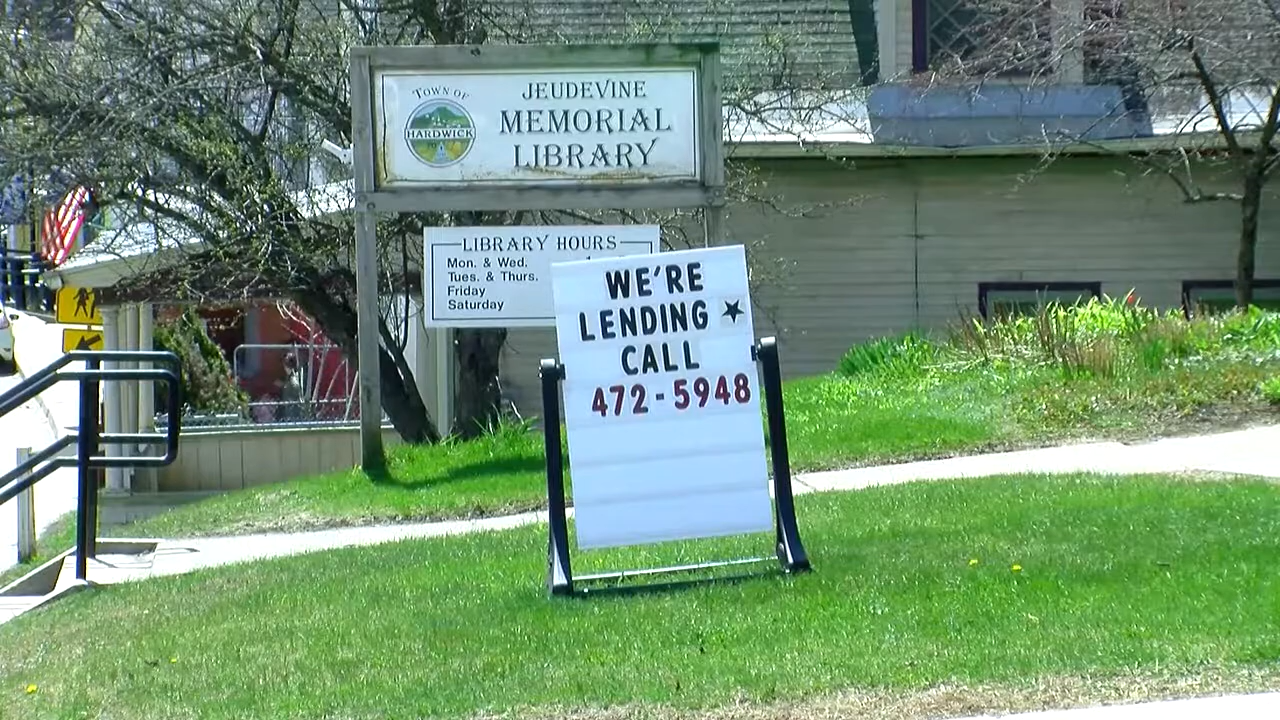 TOWN OF
HARDWICK
JEUDEVINE
MEMORIAL
LIBRARY
LIBRARY HOURS
Mon. & Wed.
Tues. & Thurs.
Friday
Saturday
WE'RE
LENDING ★
CALL
472-5948